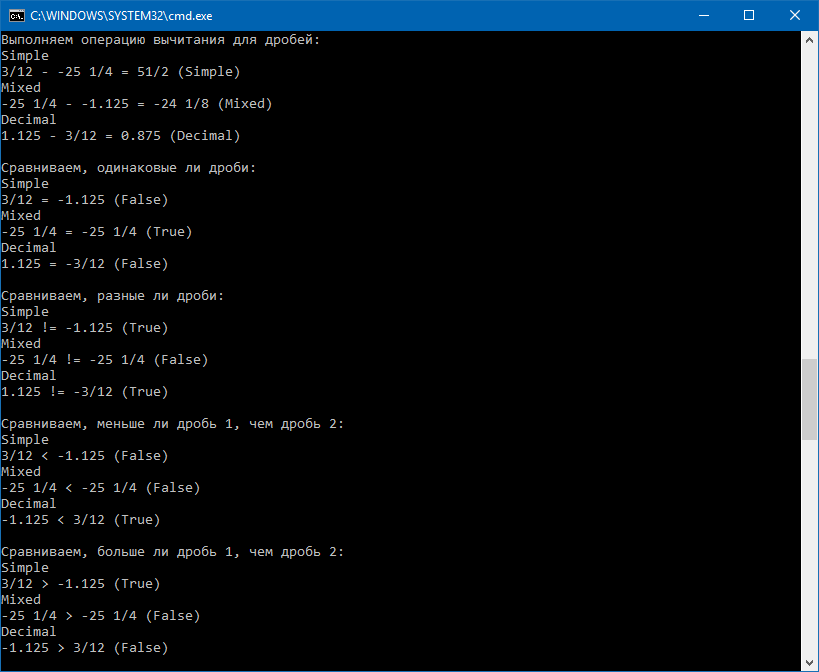 C:\WINDOWS\SYSTEM32\cmd.exe
Выполняем операцию вычитания для дробей:
Simple
3/12 - -25 1/4 = 51/2 (Simple)
Mixed
-25 1/4 - -1.125 = -24 1/8 (Mixed)
Decimal
1.125 - 3/12 = 0.875 (Decimal)
Сравниваем, одинаковые ли дроби:
Simple
3/12 = -1.125 (False)
Mixed
-25 1/4 = -25 1/4 (True)
Decimal
1.125 = -3/12 (False)
Сравниваем, разные ли дроби:
Simple
3/12 != -1.125 (True)
Mixed
-25 1/4 != -25 1/4 (False)
Decimal
1.125 != -3/12 (True)
Сравниваем, меньше ли дробь 1, чем дробь 2:
Simple
3/12 < -1.125 (False)
Mixed
-25 1/4 < -25 1/4 (False)
Decimal
-1.125 < 3/12 (True)
Сравниваем, больше ли дробь 1, чем дробь 2:
Simple
3/12 > -1.125 (True)
Mixed
-25 1/4 > -25 1/4 (False)
Decimal
-1.125 > 3/12 (False)